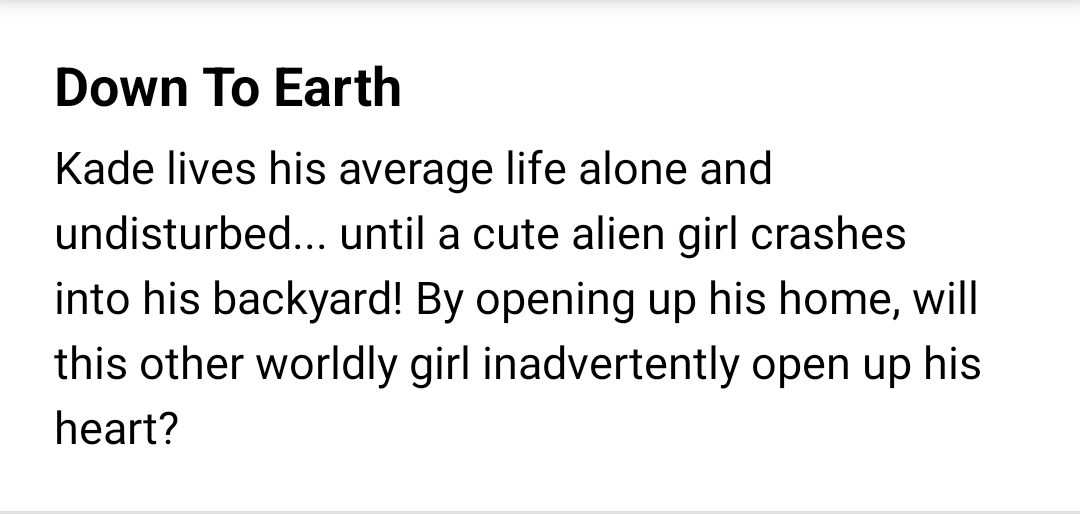 Down To Earth
Kade lives his average life alone and
undisturbed... until a cute alien girl crashes
into his backyard! By opening up his home, will
this other worldly girl inadvertently open up his
heart?